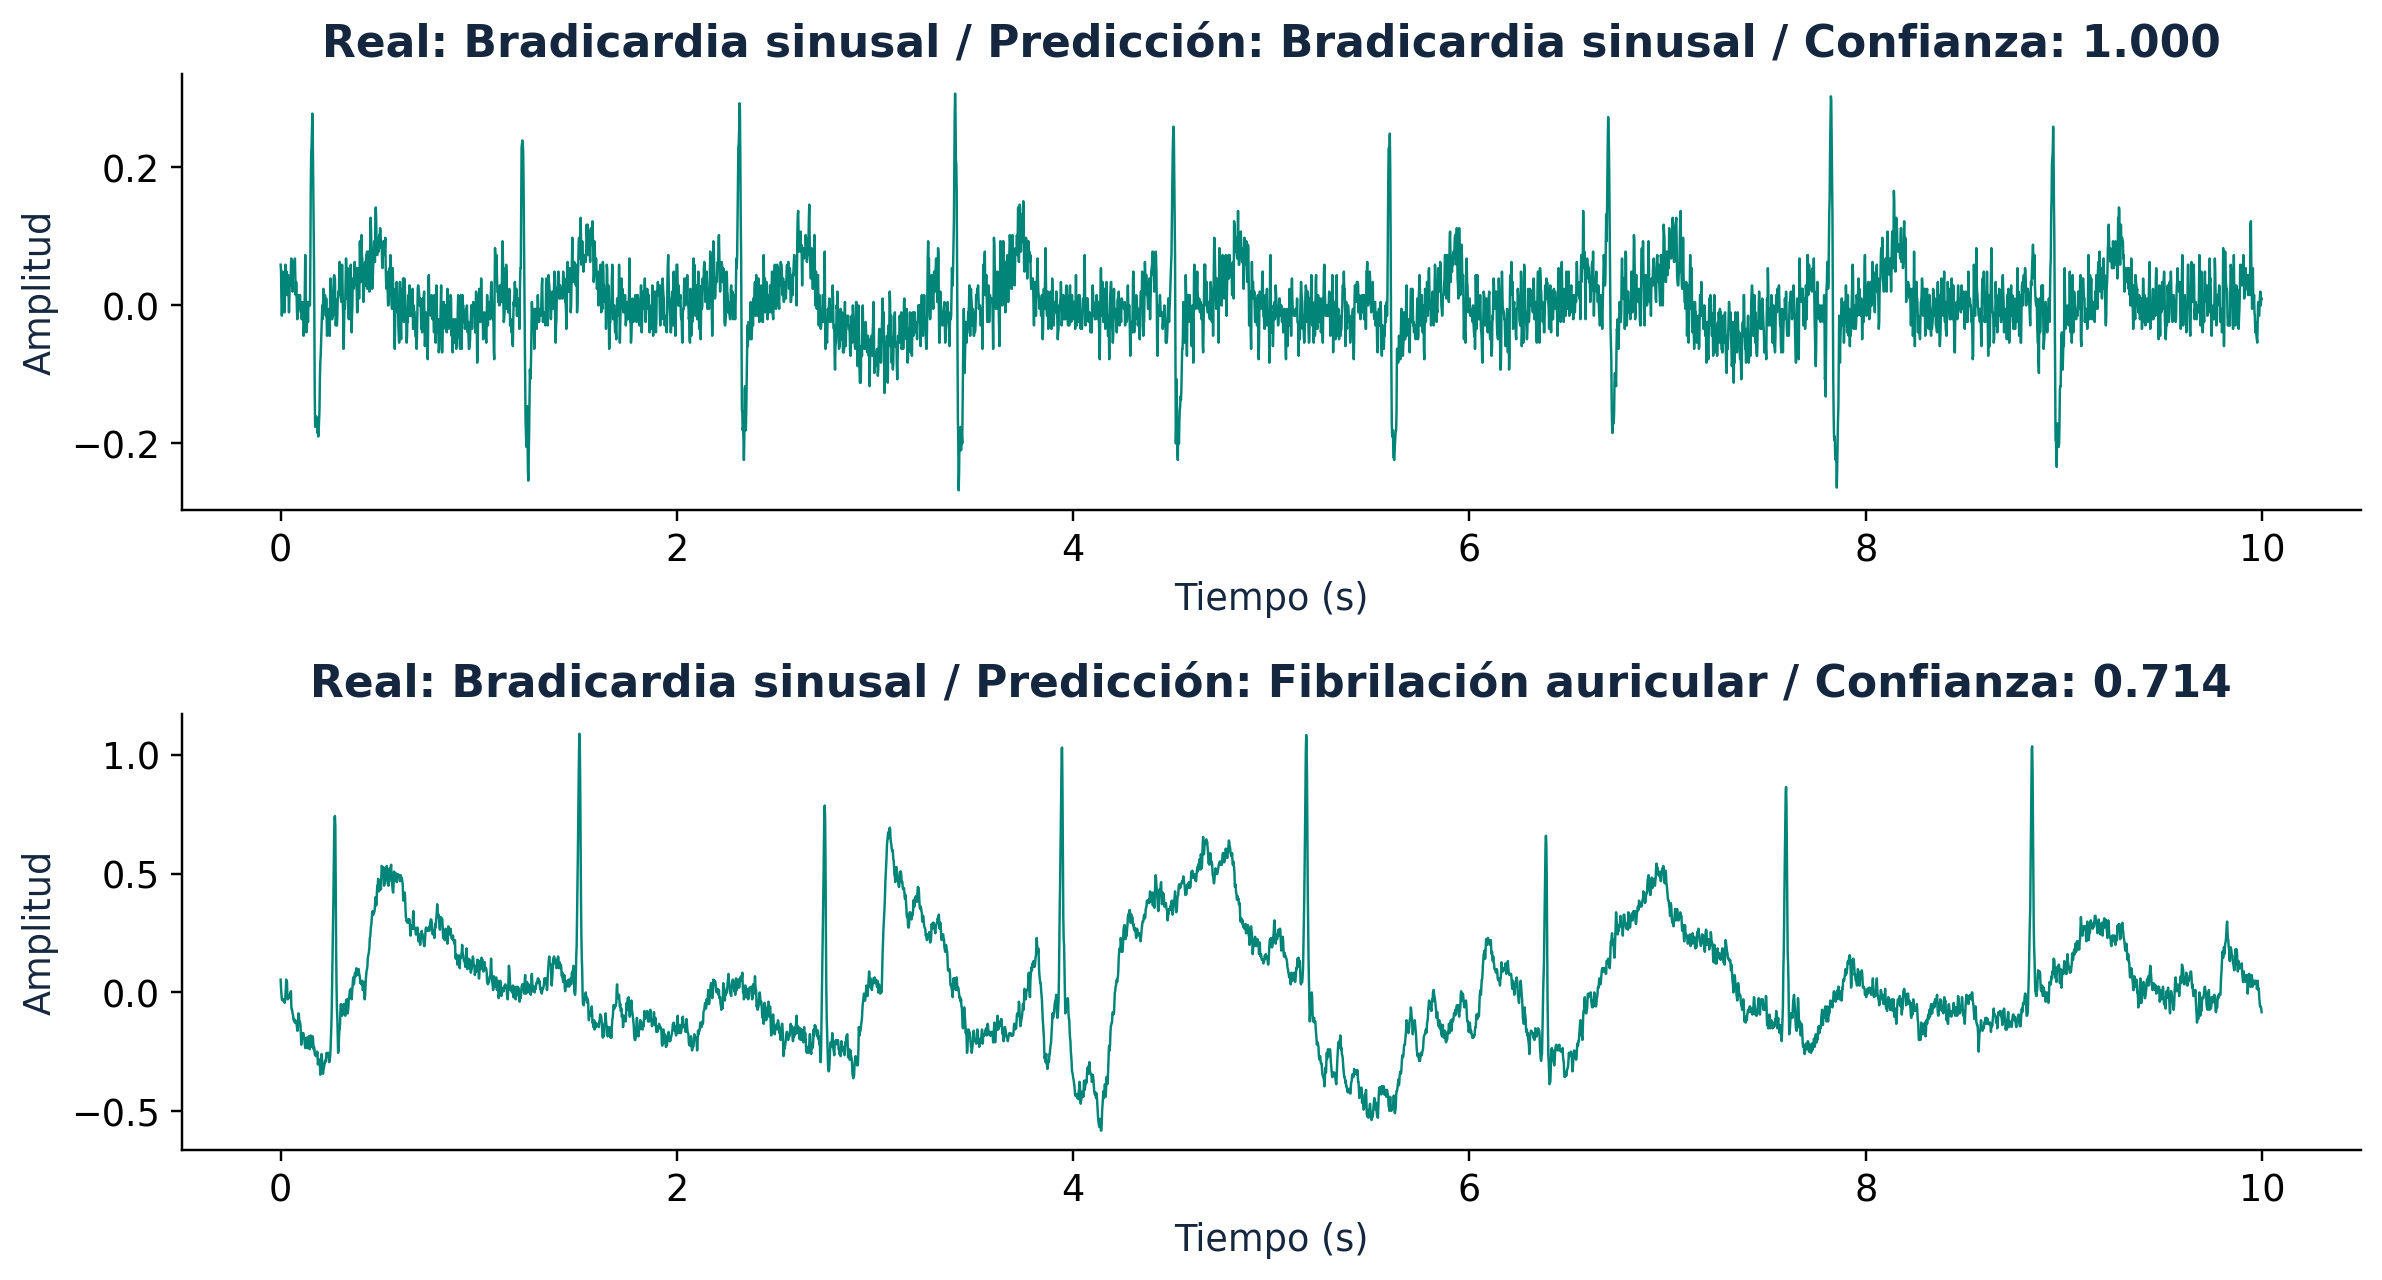 Real: Bradicardia sinusal / Predicción: Bradicardia sinusal / Confianza: 1.000
Amplitud
0.2
0.0
−0.2
0 2 4 6 8 10
Tiempo (s)
Real: Bradicardia sinusal / Predicción: Fibrilación auricular / Confianza: 0.714
Amplitud
1.0
0.5
0.0
−0.5
0 2 4 6 8 10
Tiempo (s)